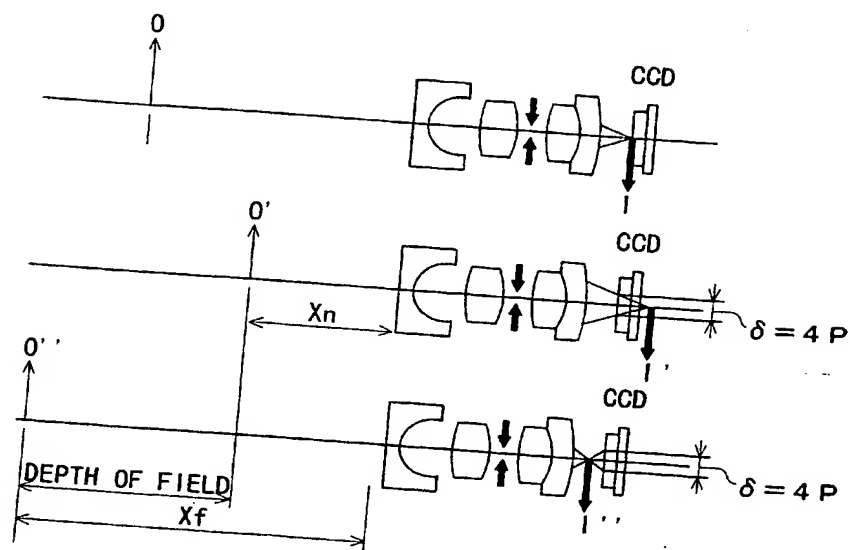 O
CCD
I
O'
CCD
Xn
δ = 4 P
I'
O''
CCD
DEPTH OF FIELD
δ = 4 P
Xf
I''